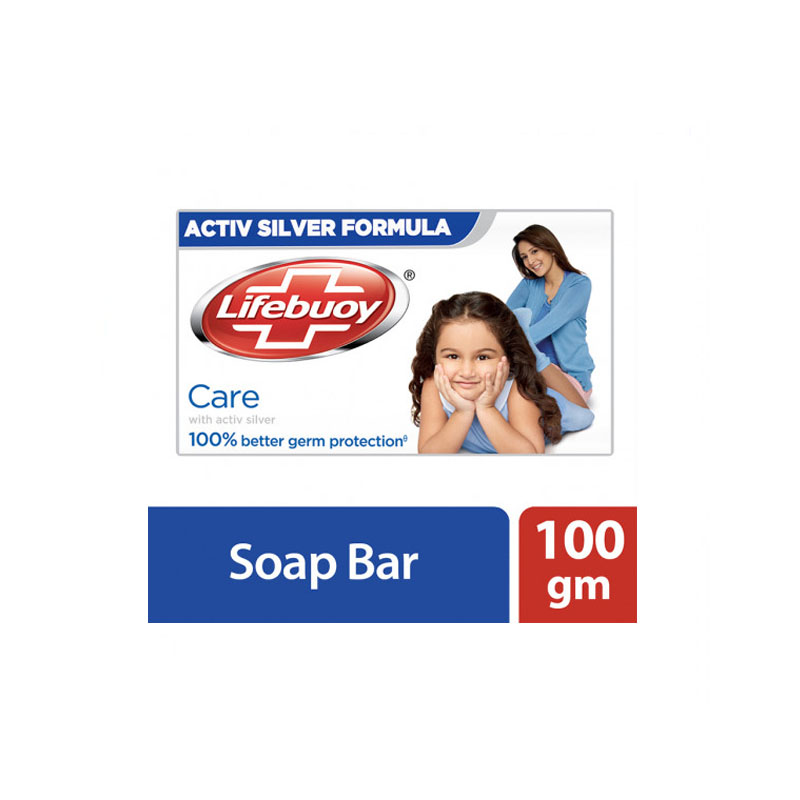 ACTIV SILVER FORMULA
Lifebuoy®
Care
with activ silver
100% better germ protection
Soap Bar
100
gm